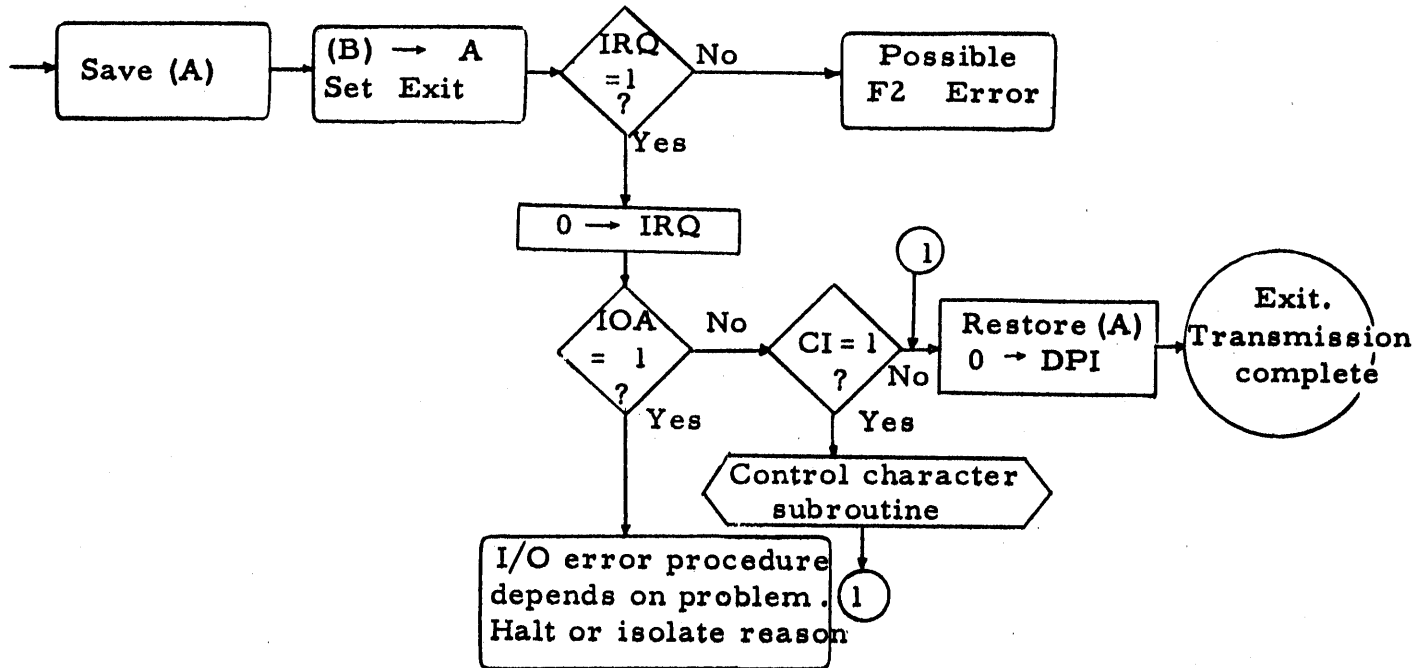 Save (A)
(B) → A
Set Exit
IRQ
=1
?
No
Yes
Possible
F2 Error
0 → IRQ
IOA
= 1
?
No
Yes
CI = 1
?
No
Yes
1
Restore (A)
0 → DPI
Exit.
Transmission
complete
Control character
subroutine
1
I/O error procedure
depends on problem.
Halt or isolate reason